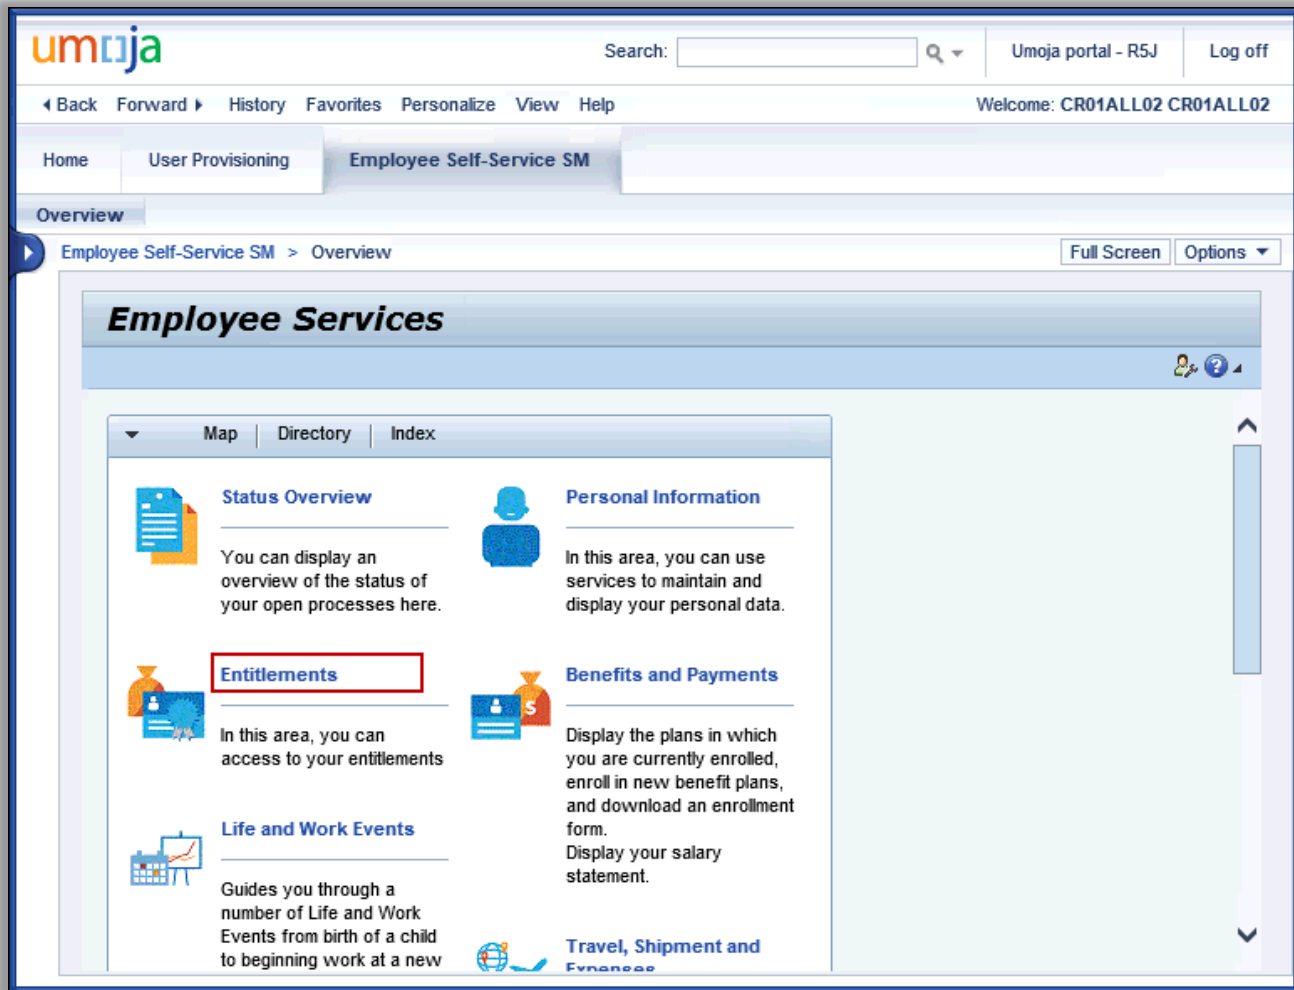 umoja
Search:
Umoja portal - R5J
Log off
Back Forward History Favorites Personalize View Help
Welcome: CR01ALL02 CR01ALL02
Home User Provisioning Employee Self-Service SM
Overview
Employee Self-Service SM > Overview
Full Screen Options
Employee Services
Map Directory Index
Status Overview
You can display an
overview of the status of
your open processes here.
Personal Information
In this area, you can use
services to maintain and
display your personal data.
Entitlements
In this area, you can
access to your entitlements
Benefits and Payments
Display the plans in which
you are currently enrolled,
enroll in new benefit plans,
and download an enrollment
form.
Display your salary
statement.
Life and Work Events
Guides you through a
number of Life and Work
Events from birth of a child
to beginning work at a new
Travel, Shipment and
Expenses